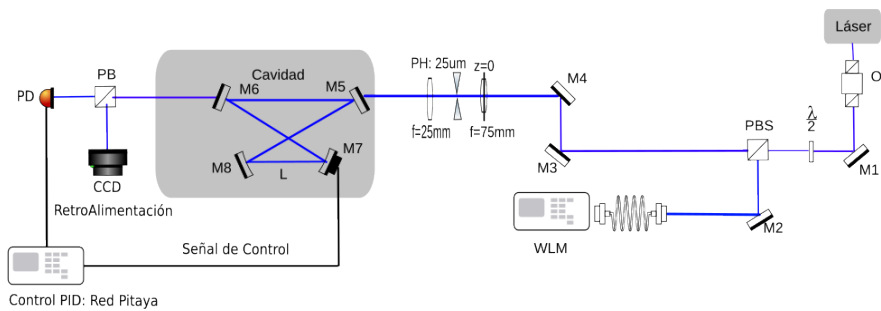 Láser
O
PBS
λ
2
M1
M2
M3
M4
WLM
z=0
PH: 25um
f=75mm
f=25mm
Cavidad
M5
M6
M7
M8
L
PB
PD
CCD
RetroAlimentación
Señal de Control
Control PID: Red Pitaya